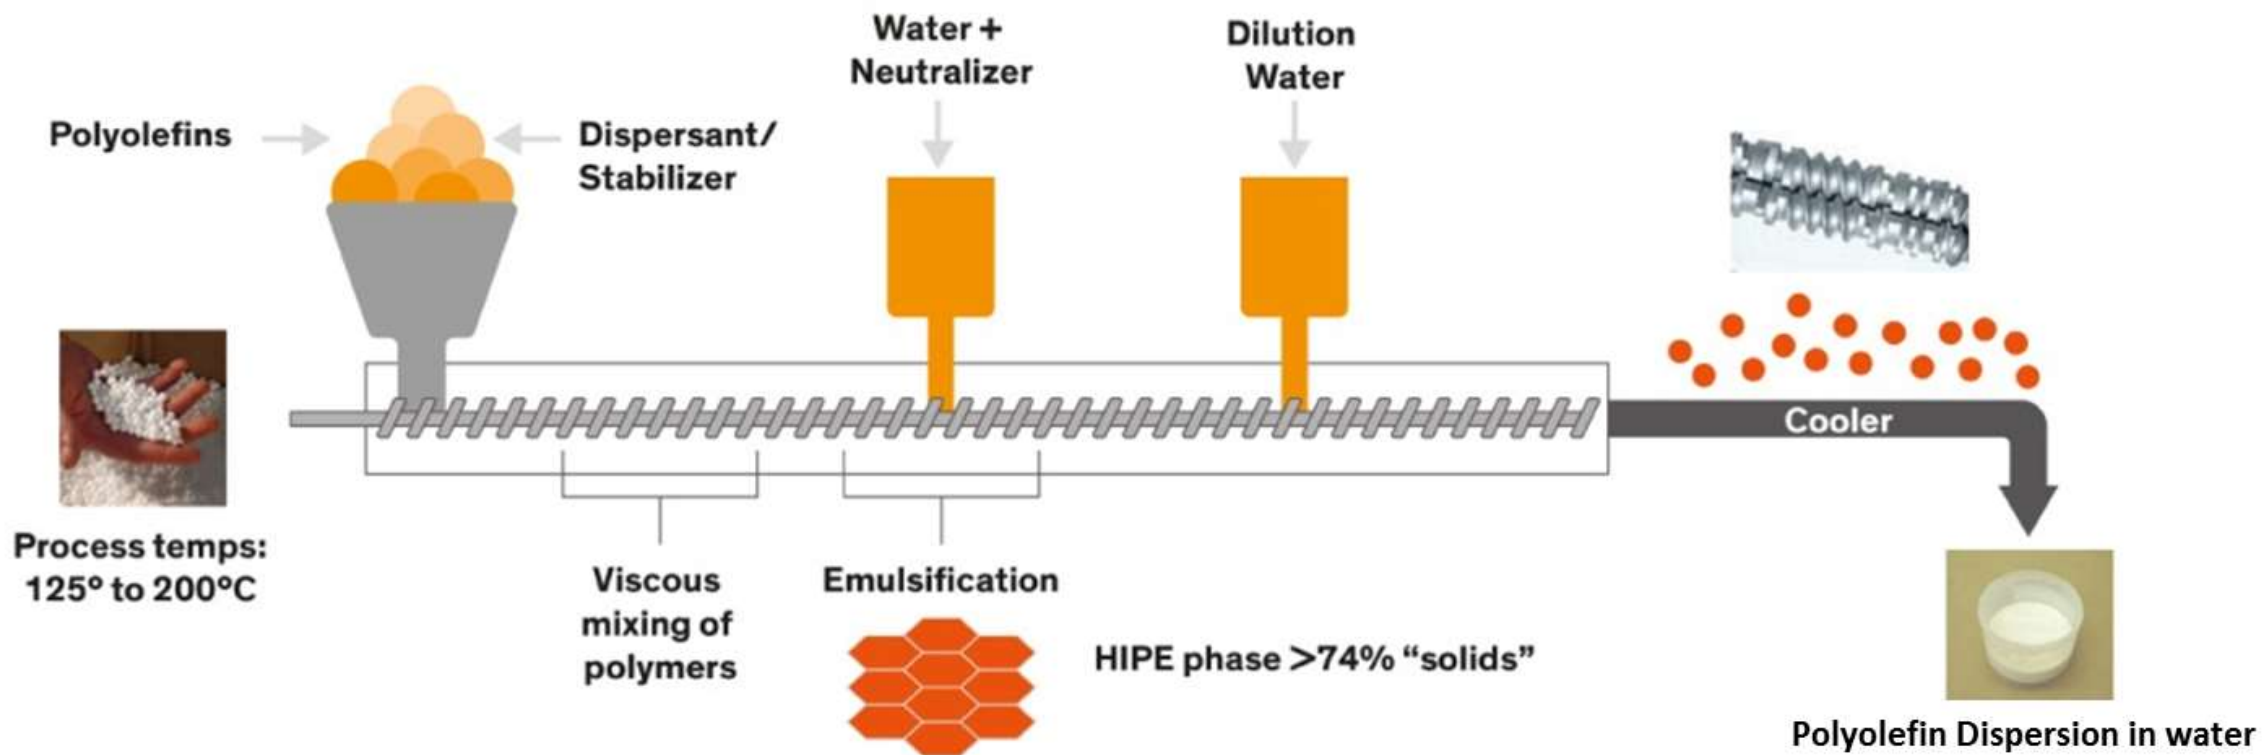 Water +
Neutralizer
Dilution
Water
Polyolefins
Dispersant/
Stabilizer
Cooler
Process temps:
125° to 200°C
Viscous
mixing of
polymers
Emulsification
HIPE phase >74% “solids”
Polyolefin Dispersion in water